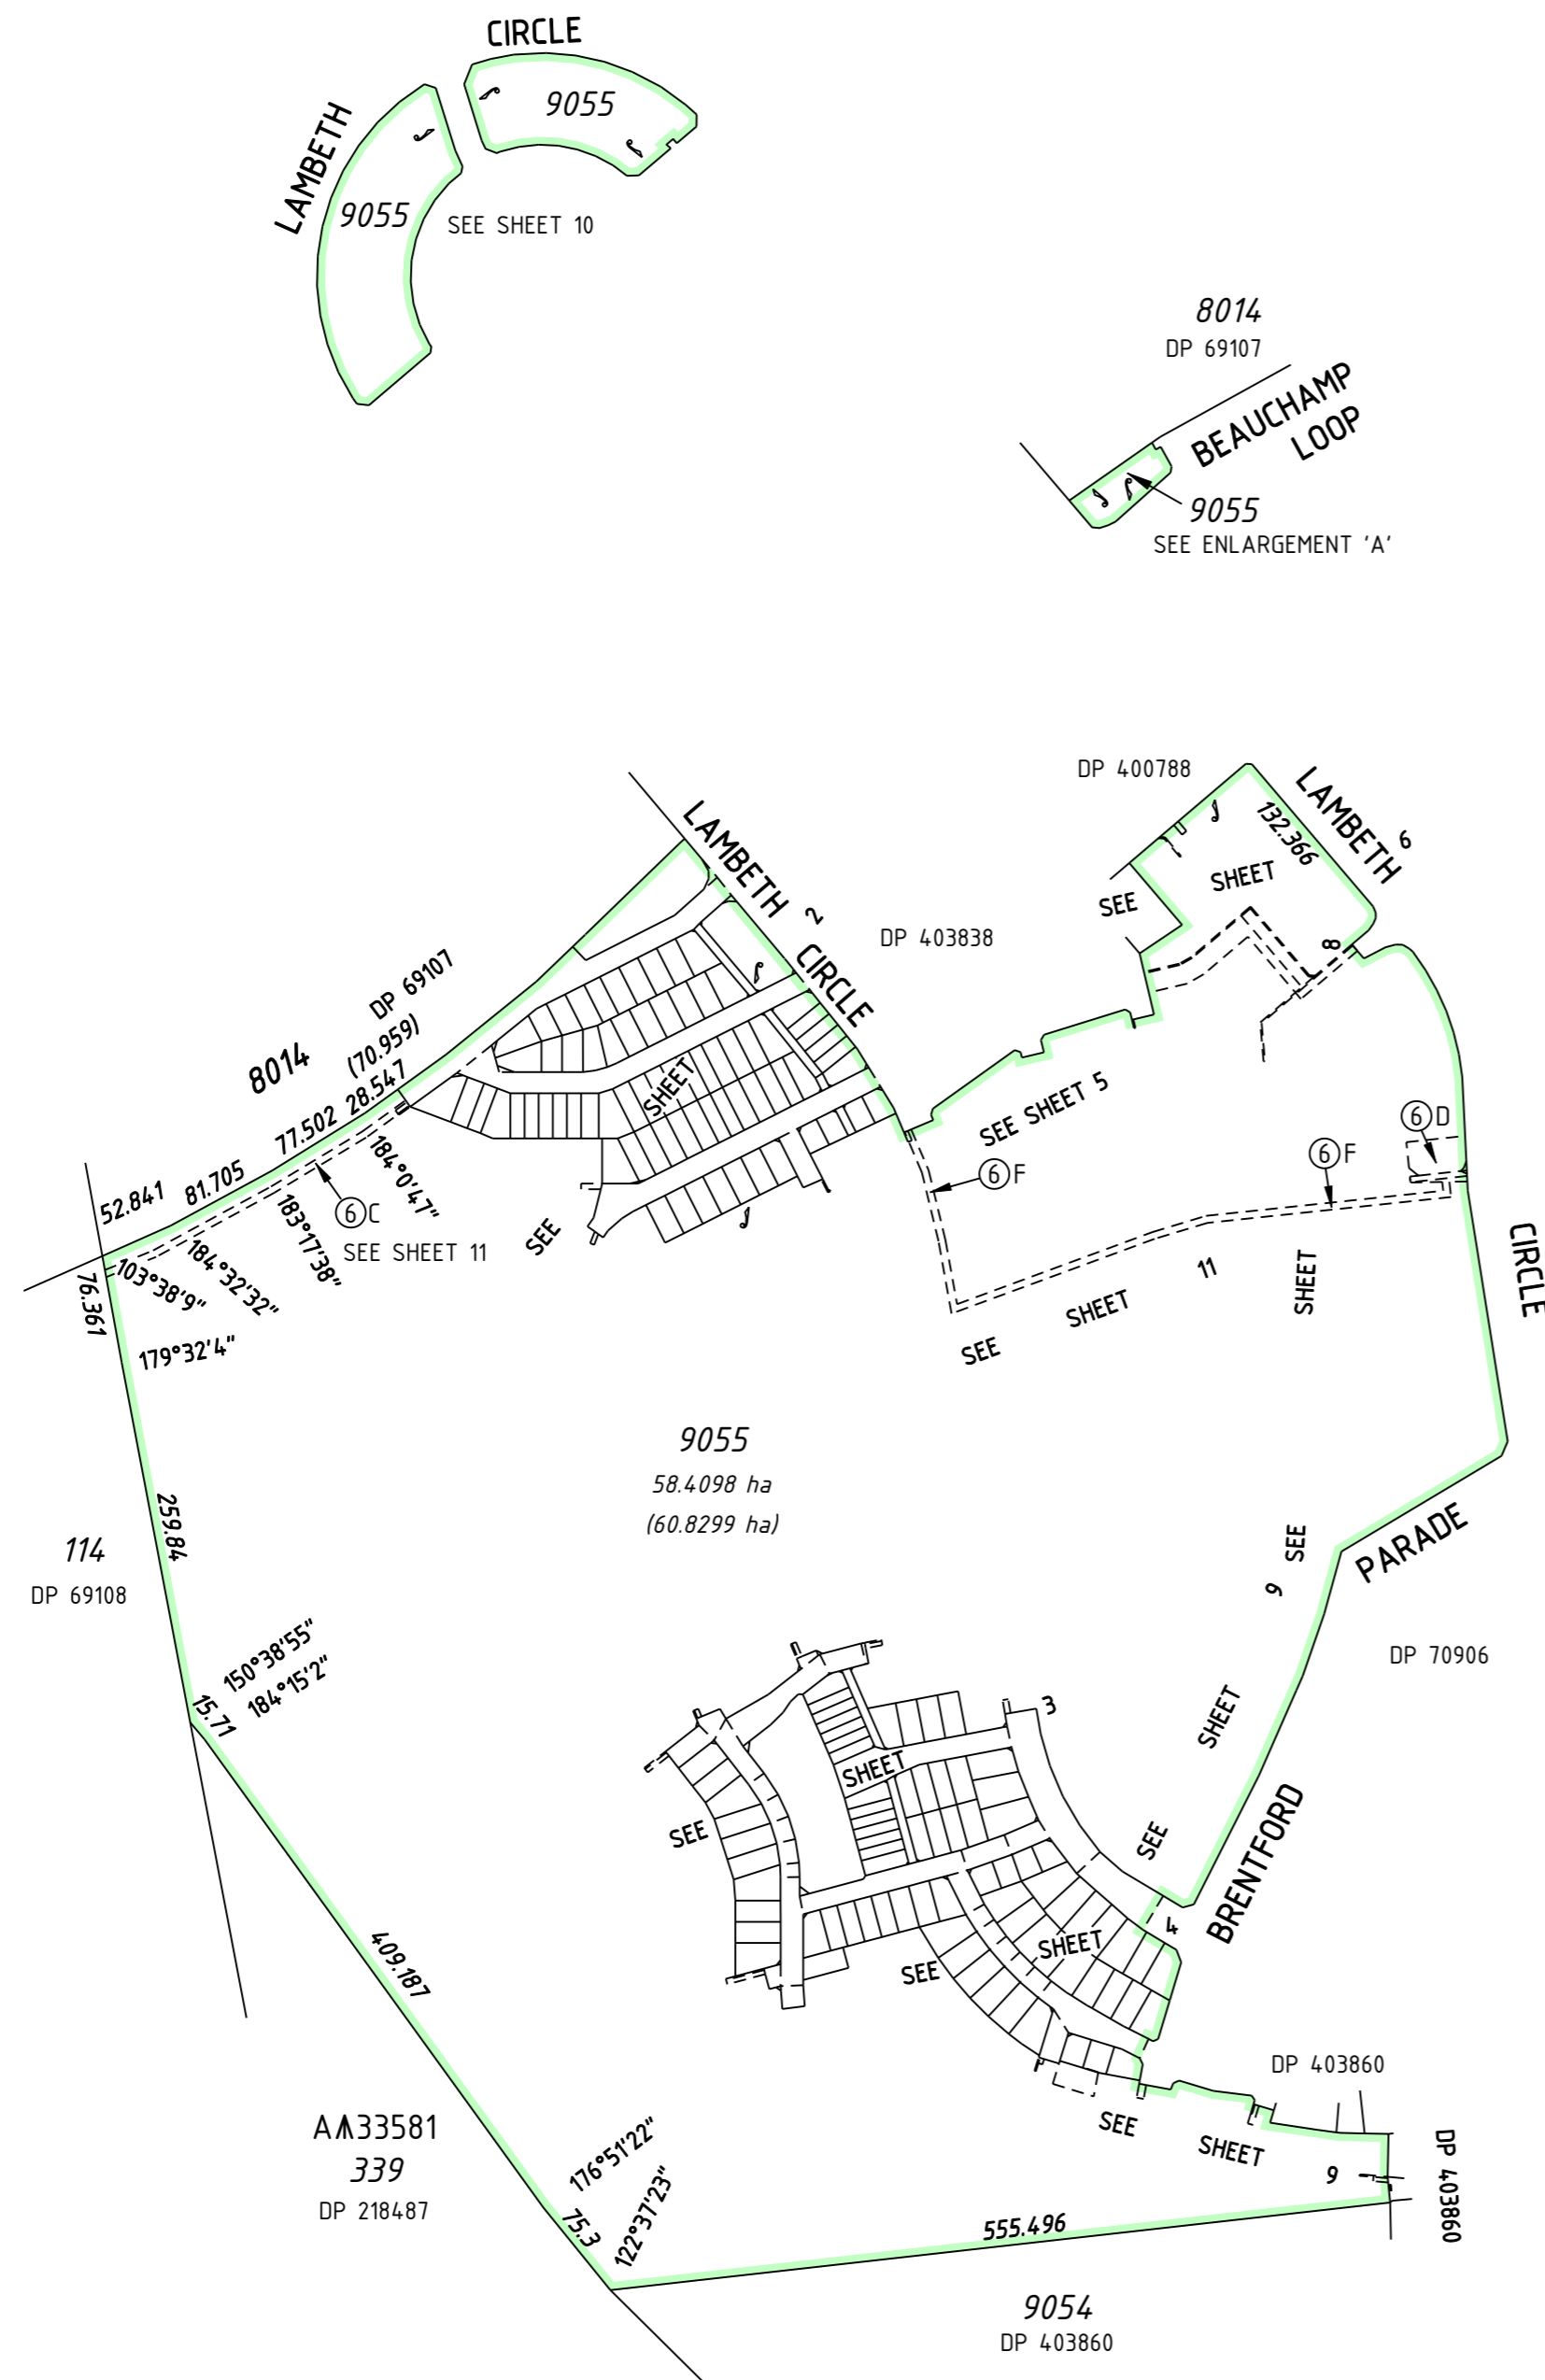 CIRCLE
9055
LAMBETH
9055
SEE SHEET 10
8014
DP 69107
BEAUCHAMP
LOOP
9055
SEE ENLARGEMENT 'A'
DP 400788
LAMBETH
6
132.366
SHEET
SEE
8
LAMBETH
2
CIRCLE
DP 403838
DP 69107
(70.959)
8014
28.547
77.502
81.705
52.841
SHEET
SEE
SEE SHEET 5
6 F
6 F
6 D
184°0'47"
6 C
SEE SHEET 11
183°17'38"
184°32'32"
103°38'9"
76.361
179°32'4"
SEE
SHEET
11
SHEET
CIRCLE
9055
58.4098 ha
(60.8299 ha)
259.84
114
DP 69108
SEE
9
PARADE
150°38'55"
184°15'2"
15.71
DP 70906
3
SHEET
SEE
SHEET
SEE
BRENTFORD
4
SHEET
SEE
409.187
DP 403860
SEE
SHEET
9
DP 403860
AA33581
339
DP 218487
176°51'22"
122°37'23"
75.3
555.496
9054
DP 403860